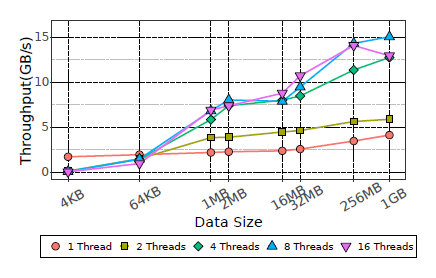 Throughput(GB/s)
15
10
5
0
4KB
64KB
1MB
2MB
16MB
32MB
256MB
1GB
Data Size
1 Thread 2 Threads 4 Threads 8 Threads 16 Threads